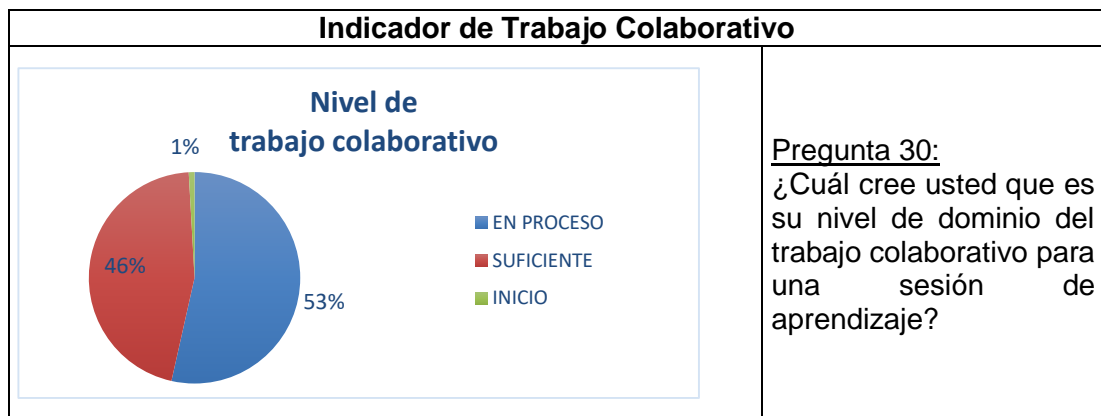 Indicador de Trabajo Colaborativo
Nivel de
trabajo colaborativo
1%
46%
53%
EN PROCESO
SUFICIENTE
INICIO
Pregunta 30:
¿Cuál cree usted que es
su nivel de dominio del
trabajo colaborativo para
una sesión de
aprendizaje?